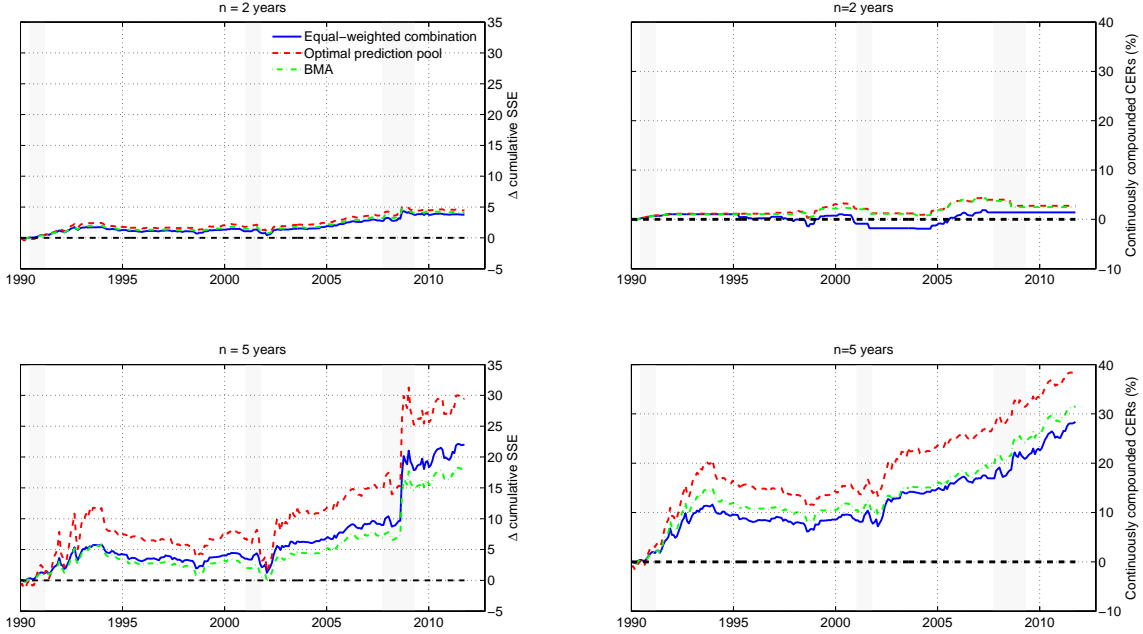 n = 2 years
35
30
25
20
15
10
5
0
−5
Δ cumulative SSE
1990 1995 2000 2005 2010
Equal−weighted combination
Optimal prediction pool
BMA
n=2 years
40
30
20
10
0
−10
Continuously compounded CERs (%)
1990 1995 2000 2005 2010
n = 5 years
35
30
25
20
15
10
5
0
−5
Δ cumulative SSE
1990 1995 2000 2005 2010
n=5 years
40
30
20
10
0
−10
Continuously compounded CERs (%)
1990 1995 2000 2005 2010